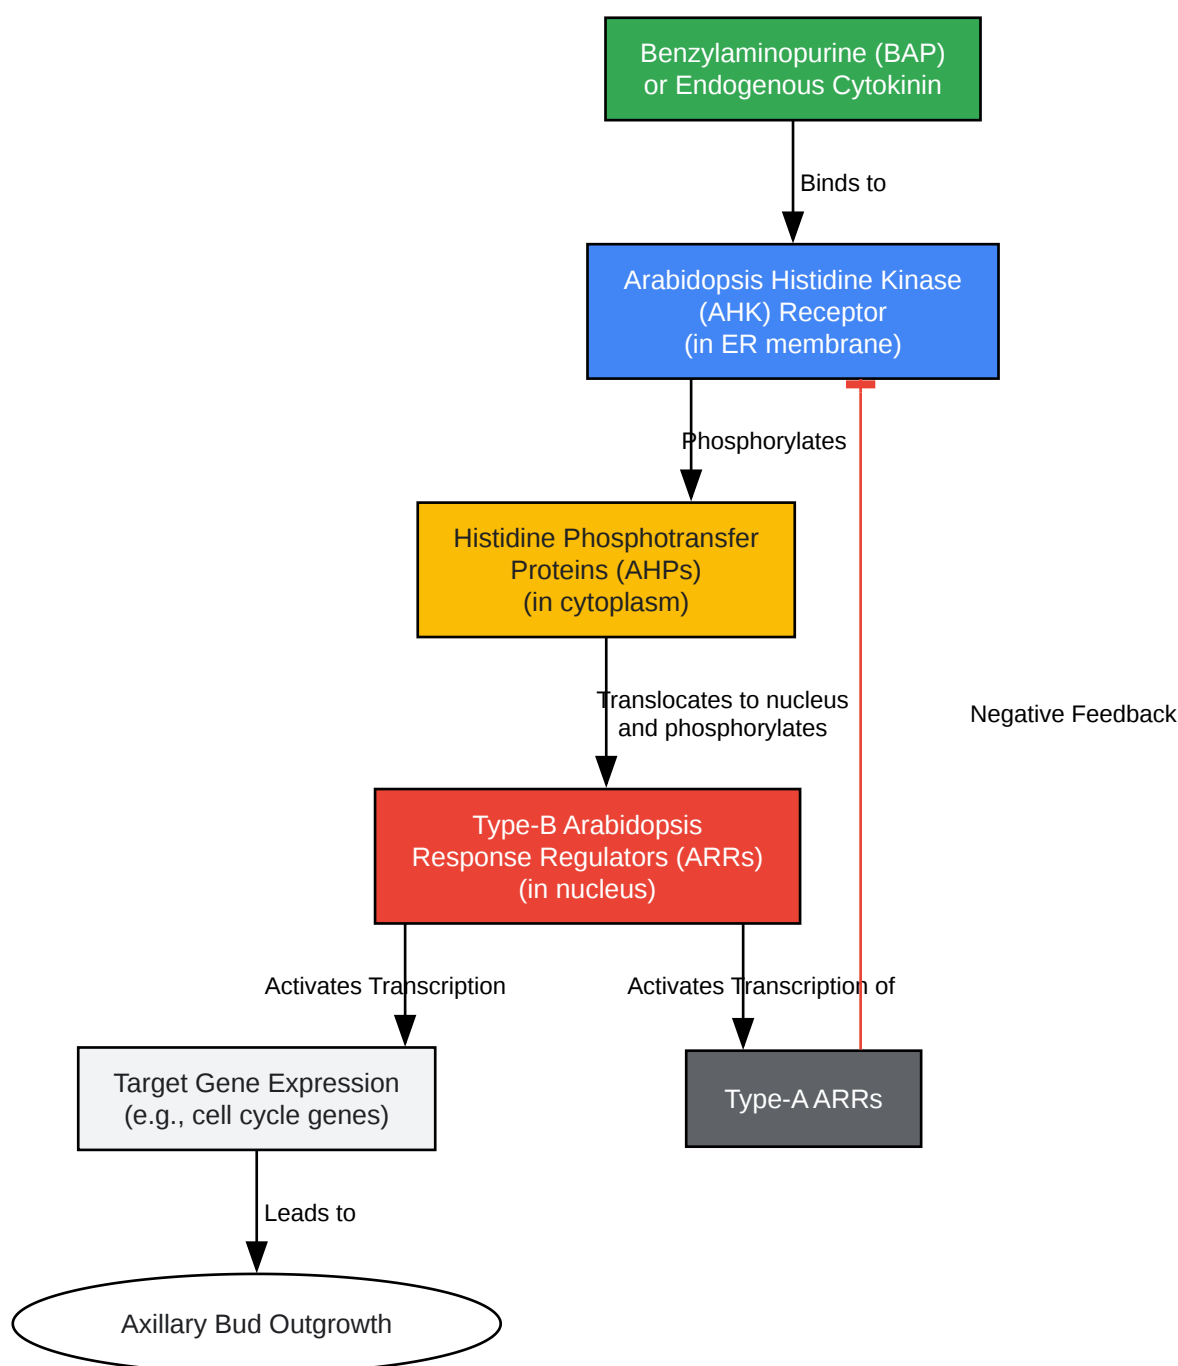 Benzylaminopurine (BAP)
or Endogenous Cytokinin
Binds to
Arabidopsis Histidine Kinase
(AHK) Receptor
(in ER membrane)
Phosphorylates
Histidine Phosphotransfer
Proteins (AHPs)
(in cytoplasm)
Translocates to nucleus
and phosphorylates
Negative Feedback
Type-B Arabidopsis
Response Regulators (ARRs)
(in nucleus)
Activates Transcription
Activates Transcription of
Target Gene Expression
(e.g., cell cycle genes)
Type-A ARRs
Leads to
Axillary Bud Outgrowth